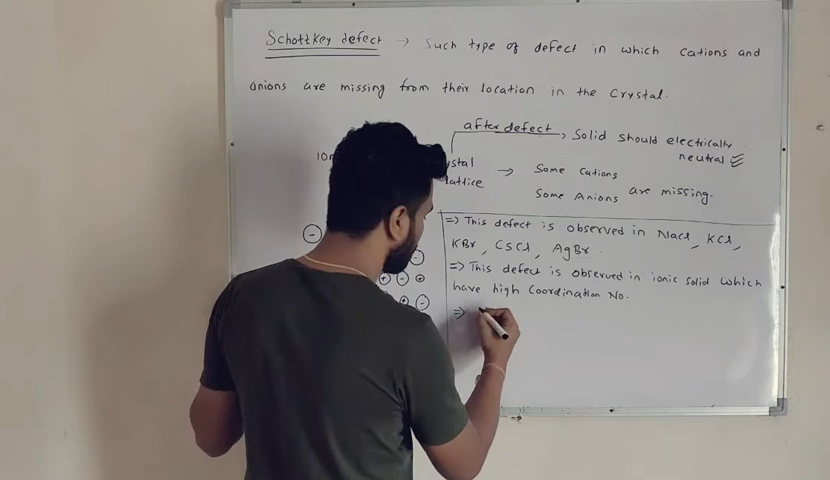 Schottkey defect → Such type of defect in which cations and
anions are missing from their location in the Crystal.
after defect, Solid should electrically
neutral
lattice → Some Cations
Some Anions are missing.
⇒ This defect is observed in NaCl, KCl,
KBr, CSCl, AgBr.
⇒ This defect is observed in ionic solid which
have high Coordination No.
⇒